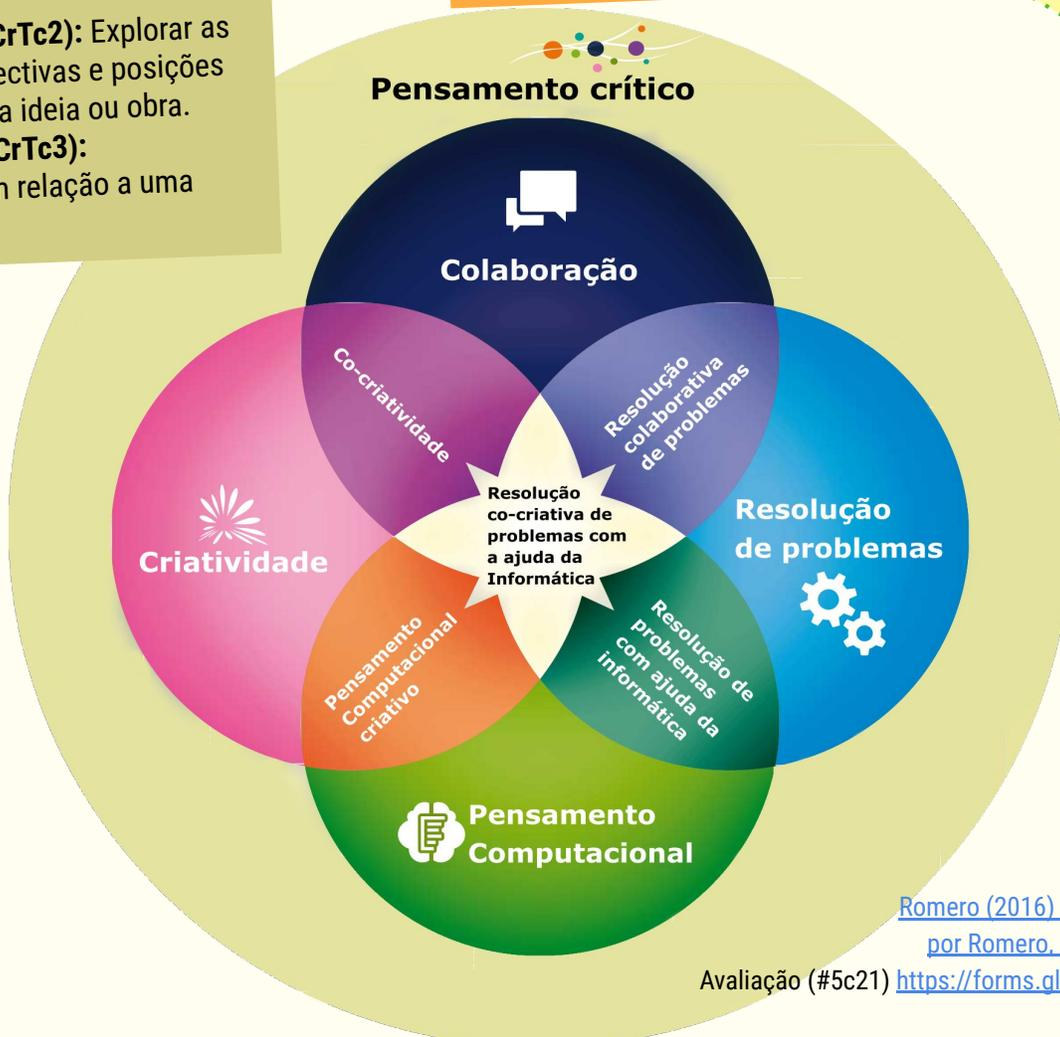 CrTc2): Explorar as
ectivas e posições
a ideia ou obra.
CrTc3):
relação a uma
Pensamento crítico
Colaboração
Co-criatividade
Resolução
colaborativa
de problemas
Criatividade
Resolução
co-criativa de
problemas com
a ajuda da
Informática
Resolução
de problemas
Pensamento
Computacional
criativo
Resolução de
problemas
com ajuda da
informática
Pensamento
Computacional
Romero (2016)
por Romero,
Avaliação (#5c21) https://forms.gl